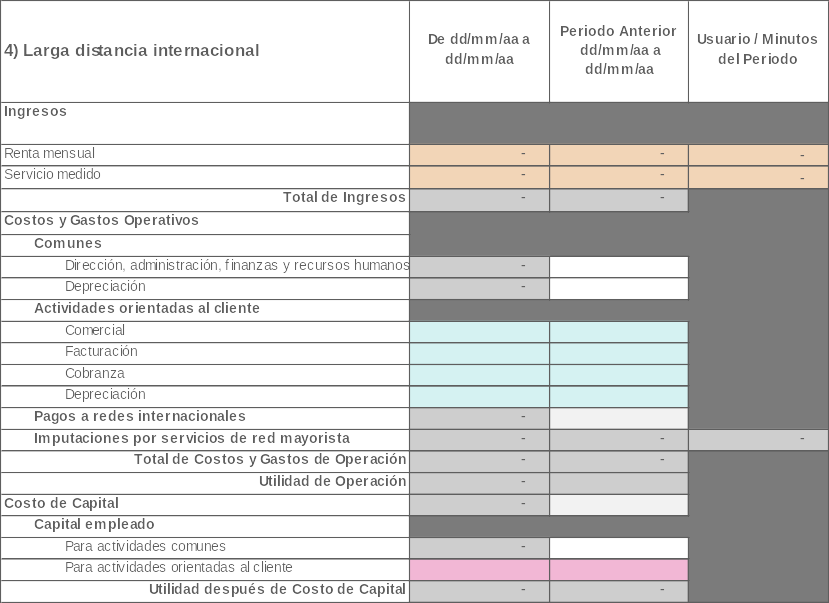 4) Larga distancia internacional
De dd/mm/aa a
dd/mm/aa
Periodo Anterior
dd/mm/aa a
dd/mm/aa
Usuario / Minutos
del Periodo
Ingresos
Renta mensual - - -
Servicio medido - - -
Total de Ingresos - -
Costos y Gastos Operativos
Comunes
Dirección, administración, finanzas y recursos humanos -
Depreciación -
Actividades orientadas al cliente
Comercial
Facturación
Cobranza
Depreciación
Pagos a redes internacionales -
Imputaciones por servicios de red mayorista - - -
Total de Costos y Gastos de Operación - -
Utilidad de Operación -
Costo de Capital -
Capital empleado
Para actividades comunes -
Para actividades orientadas al cliente
Utilidad después de Costo de Capital - -